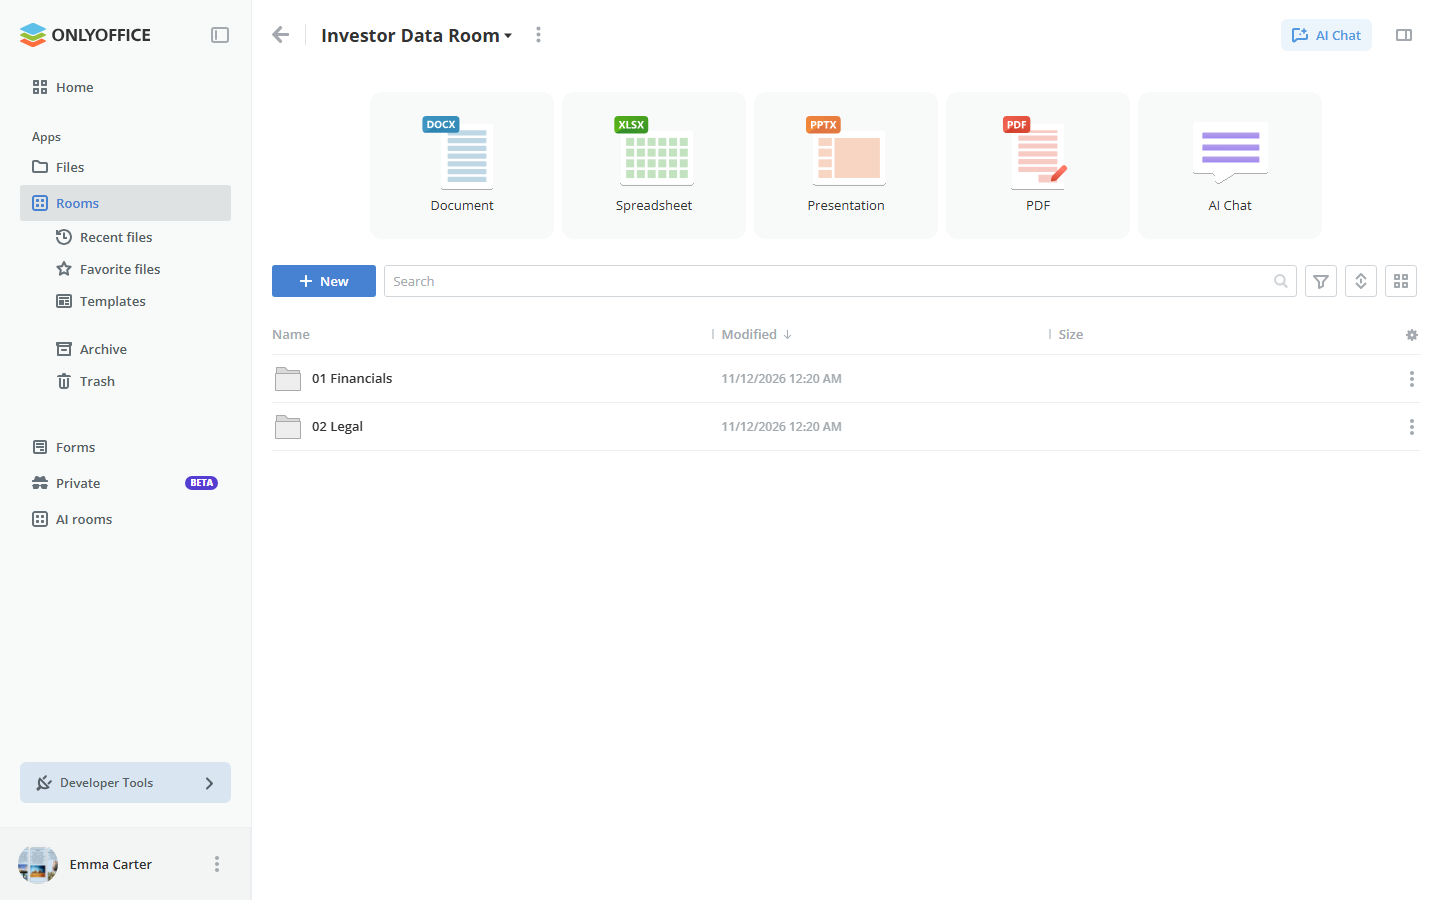 ONLYOFFICE
Home
Apps
Files
Rooms
Recent files
Favorite files
Templates
Archive
Trash
Forms
Private
BETA
AI rooms
Developer Tools
Emma Carter
Investor Data Room
AI Chat
DOCX
Document
XLSX
Spreadsheet
PPTX
Presentation
PDF
PDF
AI Chat
New
Search
Name
Modified
Size
01 Financials
11/12/2026 12:20 AM
02 Legal
11/12/2026 12:20 AM